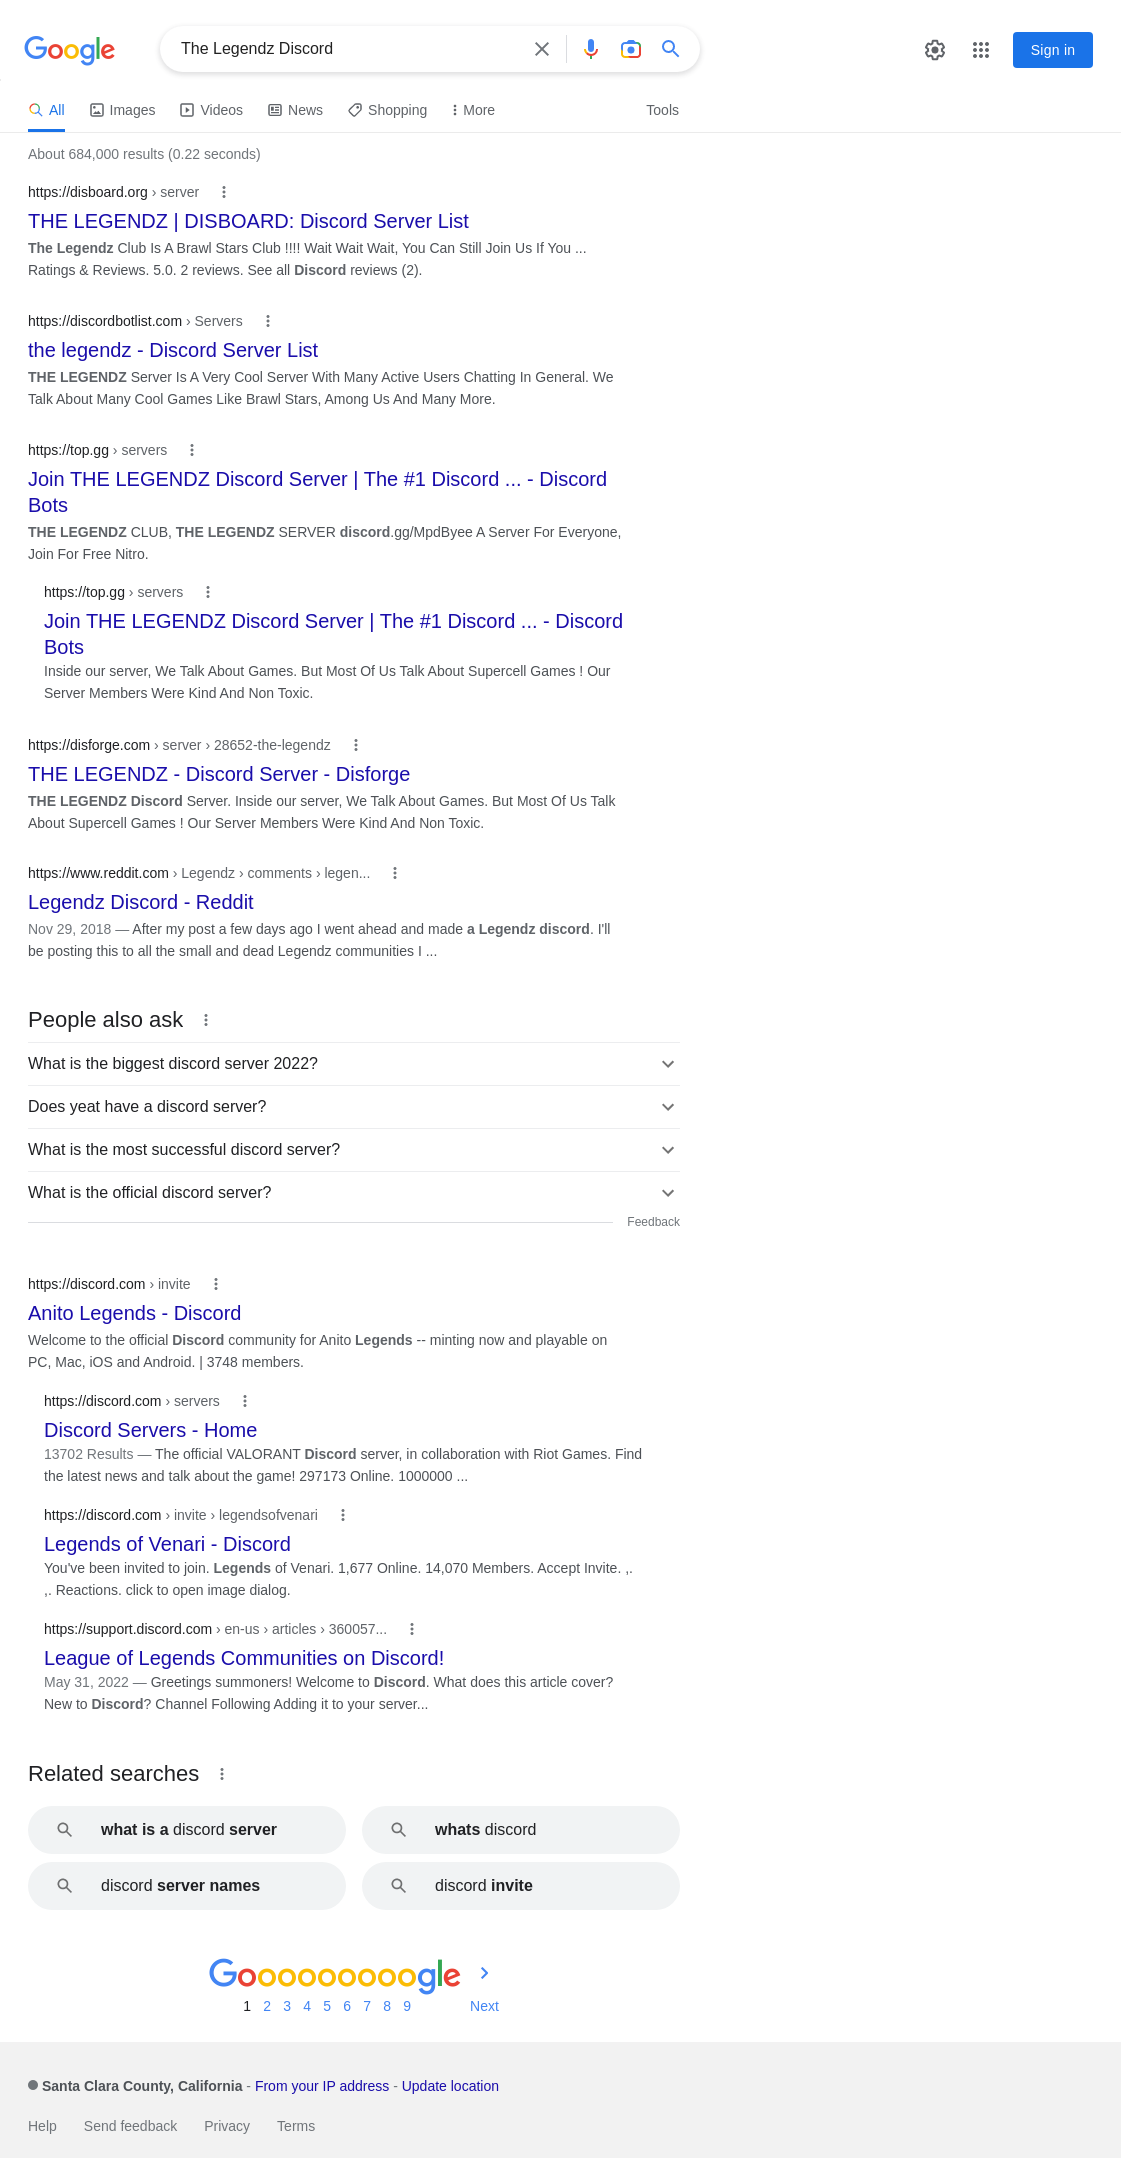 Google
The Legendz Discord
Sign in
All
Images
Videos
News
Shopping
More
Tools
About 684,000 results (0.22 seconds)
https://disboard.org › server
THE LEGENDZ | DISBOARD: Discord Server List
The Legendz Club Is A Brawl Stars Club !!!! Wait Wait Wait, You Can Still Join Us If You ...
Ratings & Reviews. 5.0. 2 reviews. See all Discord reviews (2).
https://discordbotlist.com › Servers
the legendz - Discord Server List
THE LEGENDZ Server Is A Very Cool Server With Many Active Users Chatting In General. We
Talk About Many Cool Games Like Brawl Stars, Among Us And Many More.
https://top.gg › servers
Join THE LEGENDZ Discord Server | The #1 Discord ... - Discord
Bots
THE LEGENDZ CLUB, THE LEGENDZ SERVER discord.gg/MpdByee A Server For Everyone,
Join For Free Nitro.
https://top.gg › servers
Join THE LEGENDZ Discord Server | The #1 Discord ... - Discord
Bots
Inside our server, We Talk About Games. But Most Of Us Talk About Supercell Games ! Our
Server Members Were Kind And Non Toxic.
https://disforge.com › server › 28652-the-legendz
THE LEGENDZ - Discord Server - Disforge
THE LEGENDZ Discord Server. Inside our server, We Talk About Games. But Most Of Us Talk
About Supercell Games ! Our Server Members Were Kind And Non Toxic.
https://www.reddit.com › Legendz › comments › legen...
Legendz Discord - Reddit
Nov 29, 2018 — After my post a few days ago I went ahead and made a Legendz discord. I'll
be posting this to all the small and dead Legendz communities I ...
People also ask
What is the biggest discord server 2022?
Does yeat have a discord server?
What is the most successful discord server?
What is the official discord server?
Feedback
https://discord.com › invite
Anito Legends - Discord
Welcome to the official Discord community for Anito Legends -- minting now and playable on
PC, Mac, iOS and Android. | 3748 members.
https://discord.com › servers
Discord Servers - Home
13702 Results — The official VALORANT Discord server, in collaboration with Riot Games. Find
the latest news and talk about the game! 297173 Online. 1000000 ...
https://discord.com › invite › legendsofvenari
Legends of Venari - Discord
You've been invited to join. Legends of Venari. 1,677 Online. 14,070 Members. Accept Invite. ,.
,. Reactions. click to open image dialog.
https://support.discord.com › en-us › articles › 360057...
League of Legends Communities on Discord!
May 31, 2022 — Greetings summoners! Welcome to Discord. What does this article cover?
New to Discord? Channel Following Adding it to your server...
Related searches
what is a discord server
whats discord
discord server names
discord invite
Gooooooooogle
1 2 3 4 5 6 7 8 9 Next
Santa Clara County, California - From your IP address - Update location
Help Send feedback Privacy Terms